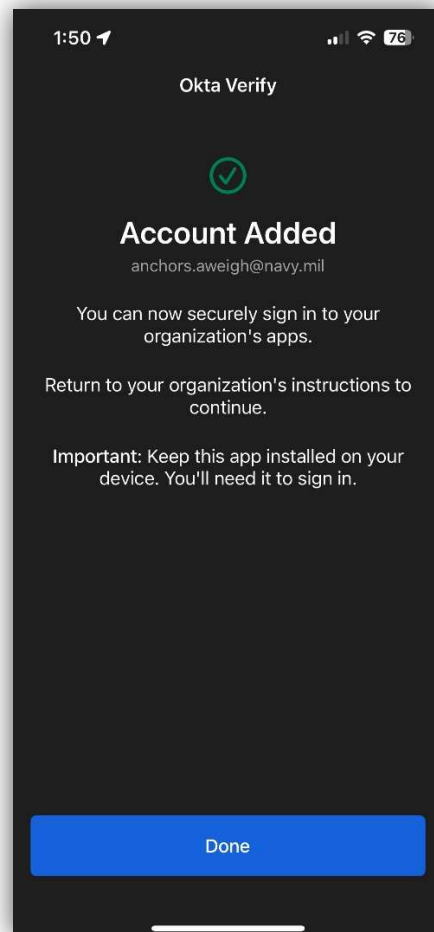 1:50
76
Okta Verify
Account Added
anchors.aweigh@navy.mil
You can now securely sign in to your
organization's apps.
Return to your organization's instructions to
continue.
Important: Keep this app installed on your
device. You'll need it to sign in.
Done